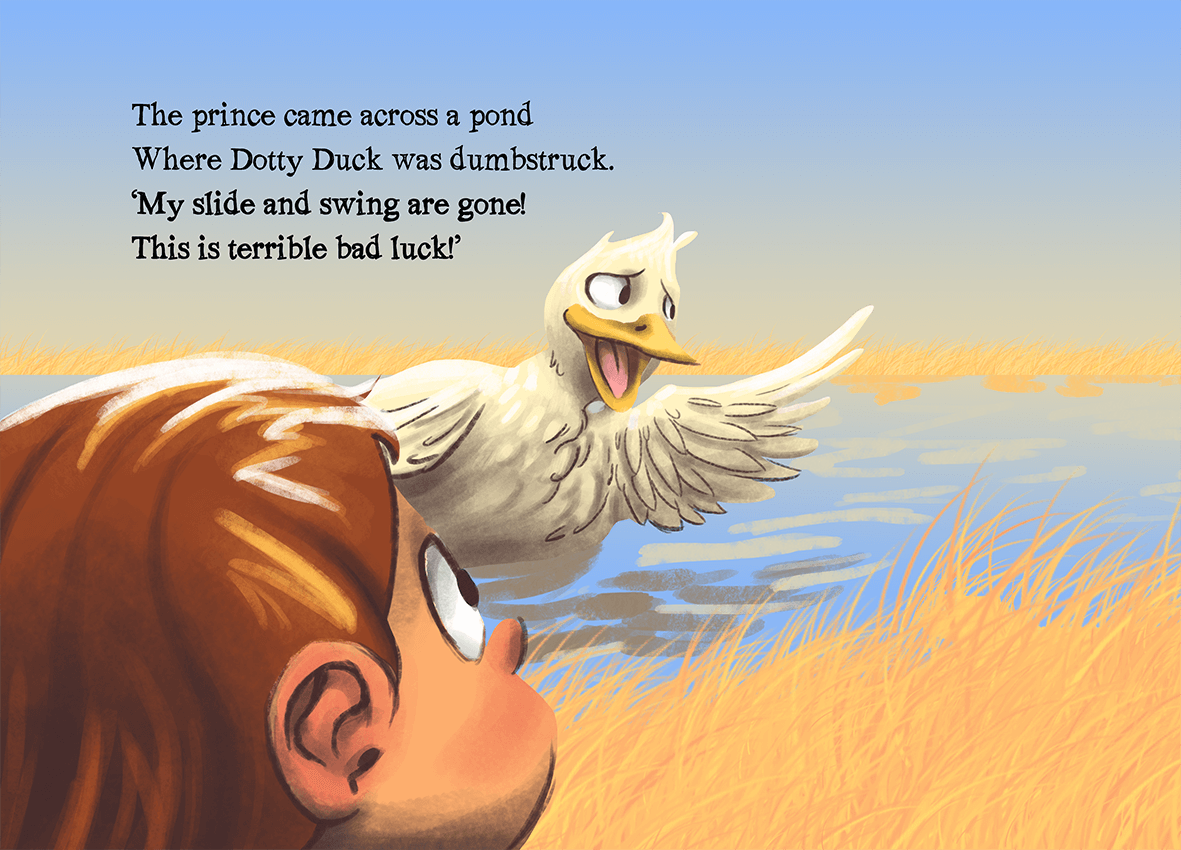 The prince came across a pond
Where Dotty Duck was dumbstruck.
‘My slide and swing are gone!
This is terrible bad luck!’